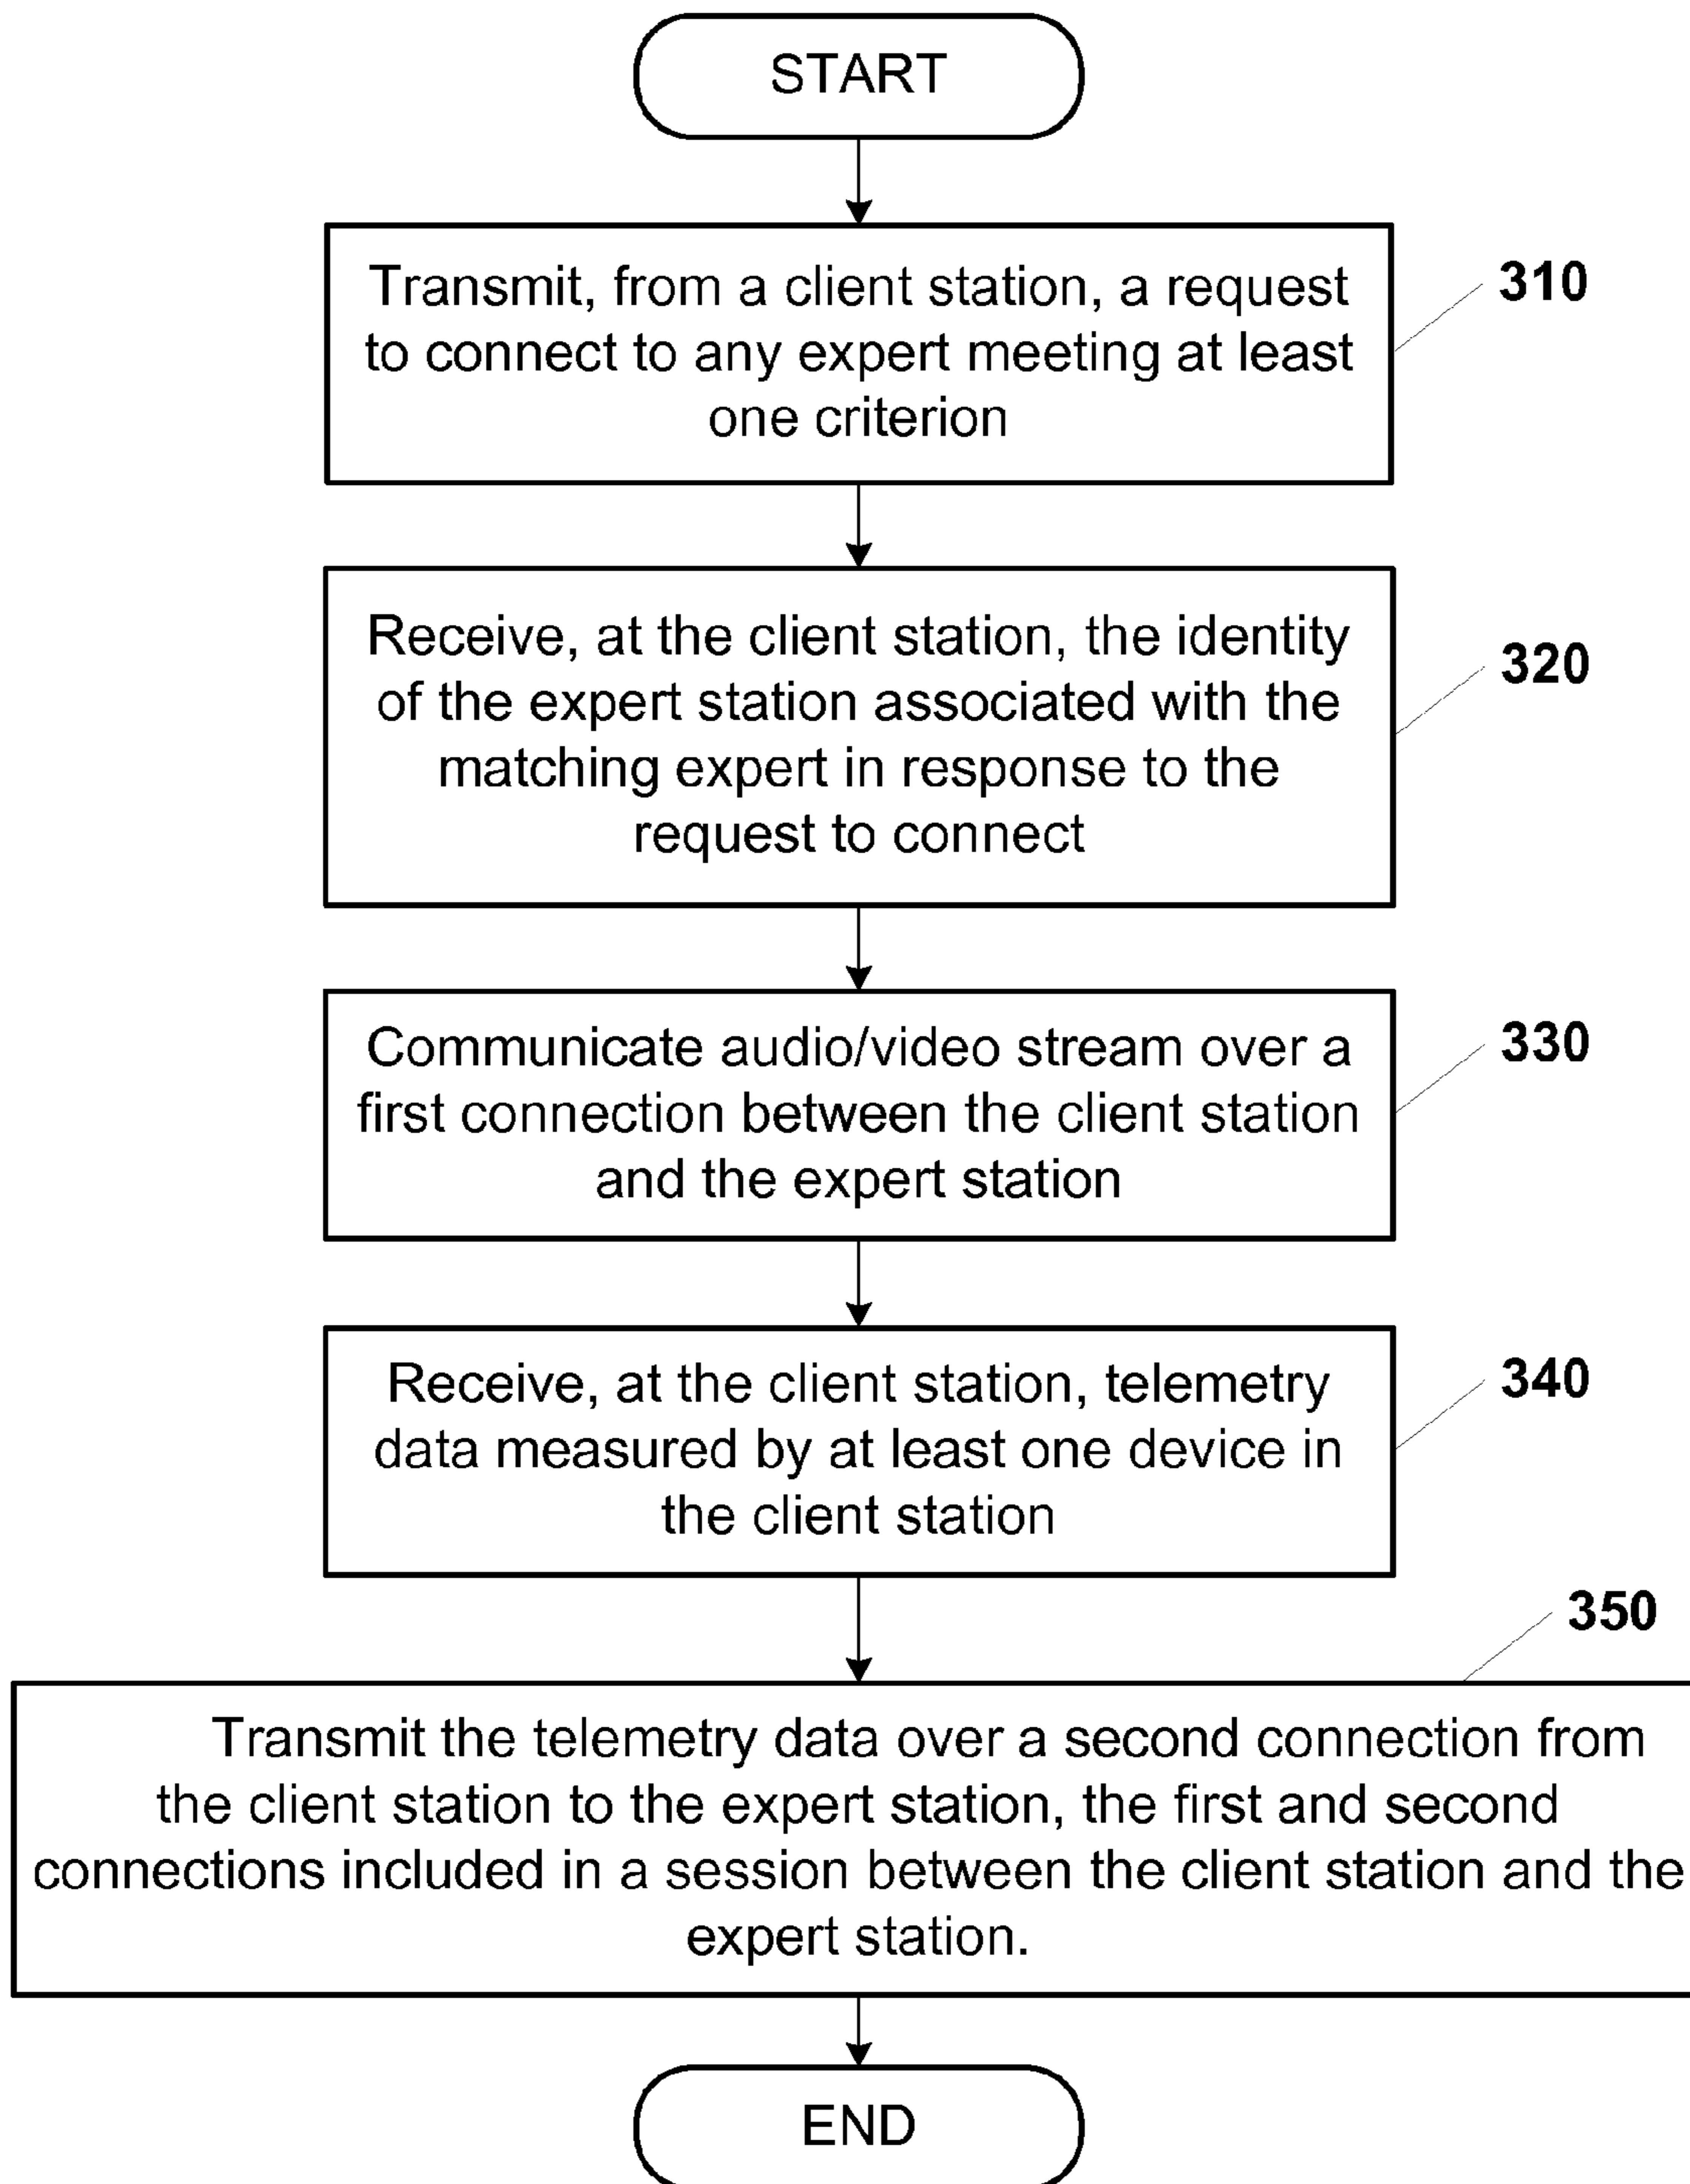 START
Transmit, from a client station, a request
to connect to any expert meeting at least
one criterion
310
Receive, at the client station, the identity
of the expert station associated with the
matching expert in response to the
request to connect
320
Communicate audio/video stream over a
first connection between the client station
and the expert station
330
Receive, at the client station, telemetry
data measured by at least one device in
the client station
340
350
Transmit the telemetry data over a second connection from
the client station to the expert station, the first and second
connections included in a session between the client station and the
expert station.
END